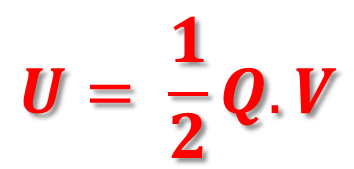 U = 1/2 Q.V